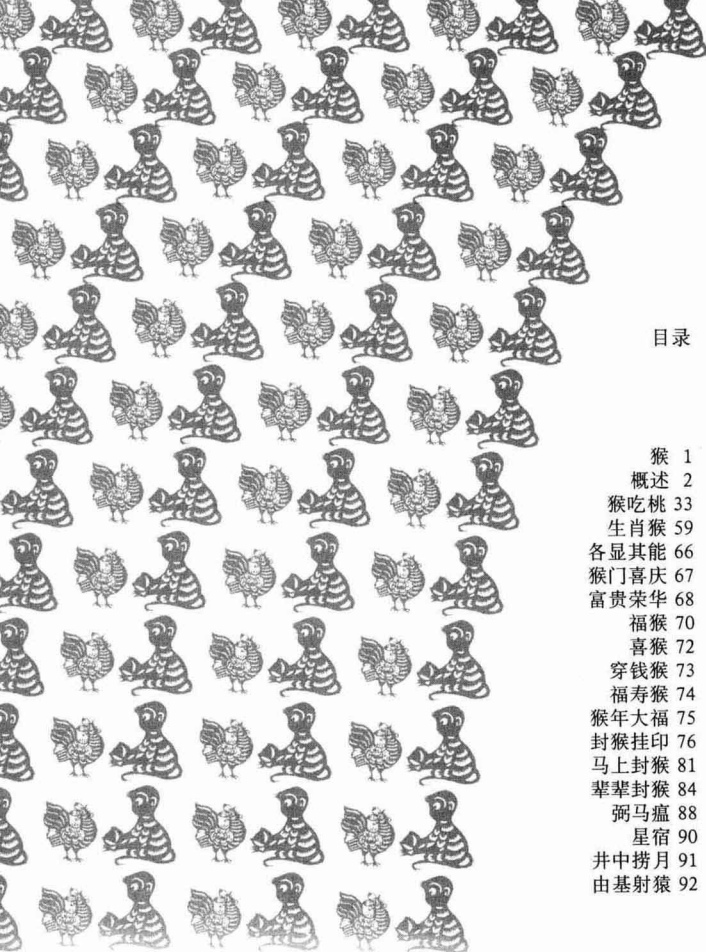 目录
猴 1
概述 2
猴吃桃 33
生肖猴 59
各显其能 66
猴门喜庆 67
富贵荣华 68
福猴 70
喜猴 72
穿钱猴 73
福寿猴 74
猴年大福 75
封猴挂印 76
马上封猴 81
辈辈封猴 84
弼马瘟 88
星宿 90
井中捞月 91
由基射猿 92